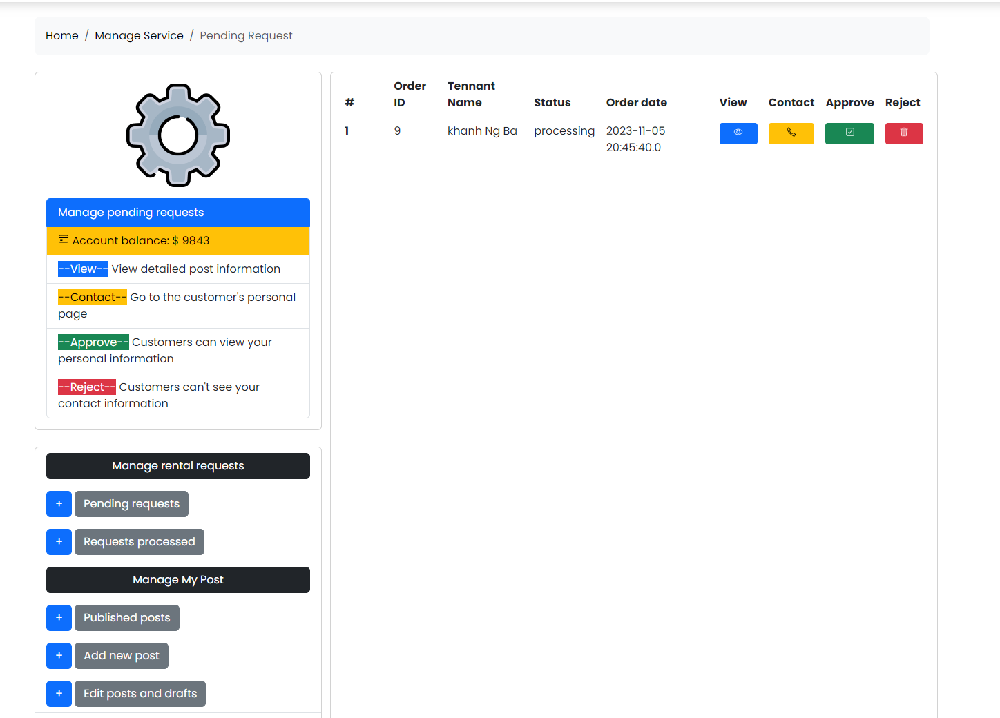 Home / Manage Service / Pending Request
Manage pending requests
Account balance: $ 9843
--View-- View detailed post information
--Contact-- Go to the customer's personal
page
--Approve-- Customers can view your
personal information
--Reject-- Customers can't see your
contact information
Manage rental requests
+ Pending requests
+ Requests processed
Manage My Post
+ Published posts
+ Add new post
+ Edit posts and drafts
# Order ID Tennant Name Status Order date View Contact Approve Reject
1 9 khanh Ng Ba processing 2023-11-05
20:45:40.0